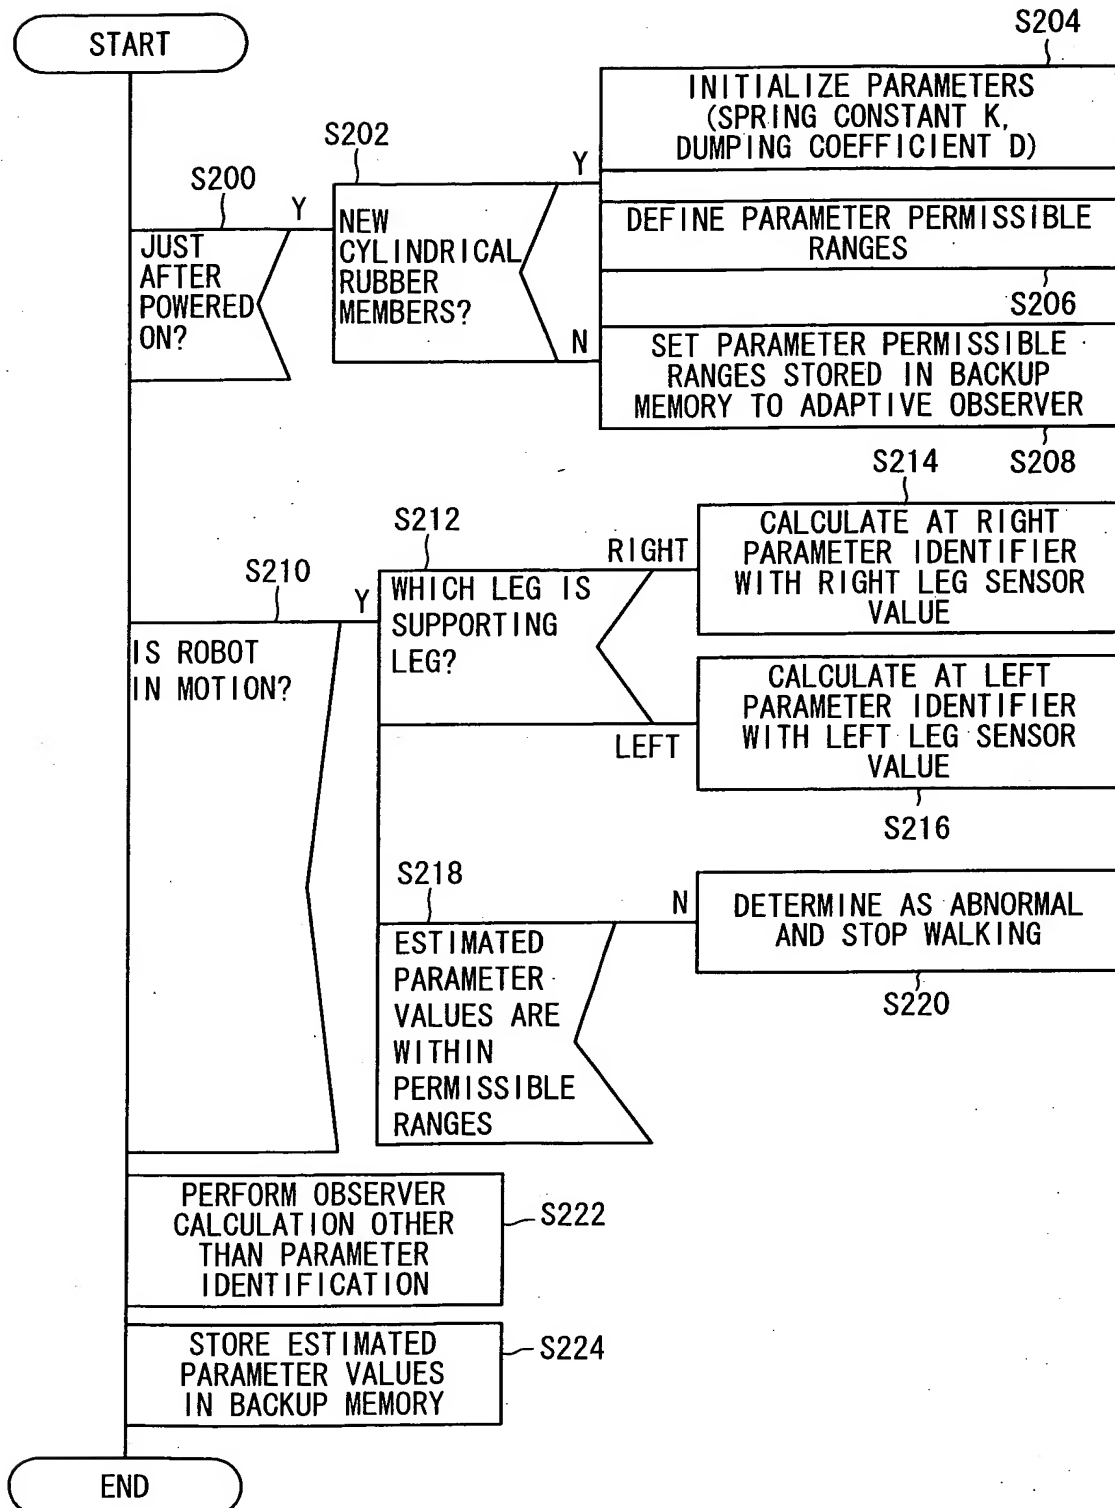 START
S204
INITIALIZE PARAMETERS
(SPRING CONSTANT K,
DUMPING COEFFICIENT D)
S202
Y
S200
Y
NEW
CYLINDRICAL
RUBBER
MEMBERS?
JUST
AFTER
POWERED
ON?
DEFINE PARAMETER PERMISSIBLE
RANGES
S206
N
SET PARAMETER PERMISSIBLE
RANGES STORED IN BACKUP
MEMORY TO ADAPTIVE OBSERVER
S208
S214
S212
RIGHT
CALCULATE AT RIGHT
PARAMETER IDENTIFIER
WITH RIGHT LEG SENSOR
VALUE
S210
Y
WHICH LEG IS
SUPPORTING
LEG?
IS ROBOT
IN MOTION?
LEFT
CALCULATE AT LEFT
PARAMETER IDENTIFIER
WITH LEFT LEG SENSOR
VALUE
S216
S218
N
DETERMINE AS ABNORMAL
AND STOP WALKING
S220
ESTIMATED
PARAMETER
VALUES ARE
WITHIN
PERMISSIBLE
RANGES
PERFORM OBSERVER
CALCULATION OTHER
THAN PARAMETER
IDENTIFICATION
S222
STORE ESTIMATED
PARAMETER VALUES
IN BACKUP MEMORY
S224
END